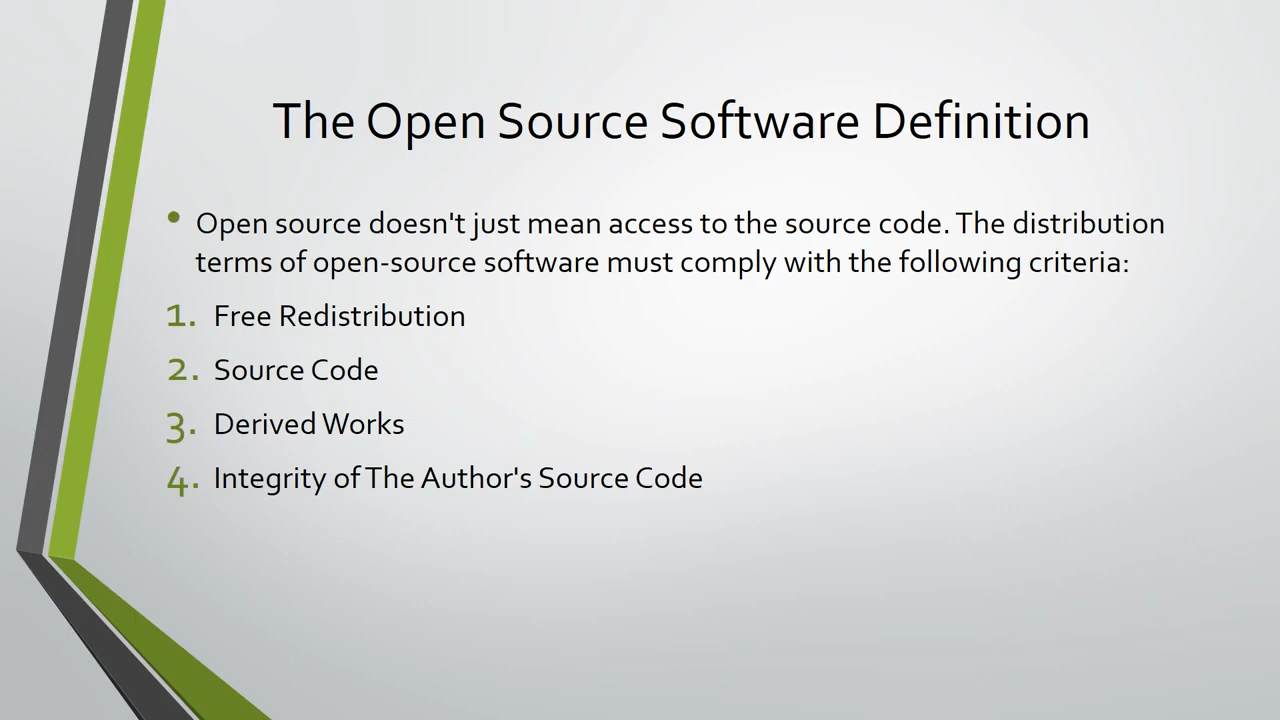 The Open Source Software Definition
• Open source doesn't just mean access to the source code. The distribution
terms of open-source software must comply with the following criteria:
1. Free Redistribution
2. Source Code
3. Derived Works
4. Integrity of The Author's Source Code